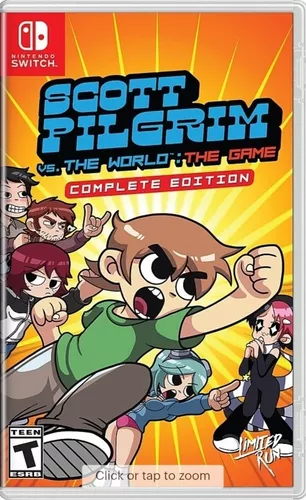 NINTENDO
SWITCH
SCOTT
PILGRIM
VS. THE WORLD: THE GAME
COMPLETE EDITION
T
TEEN
ESRB
LIMITED
RUN
Click or tap to zoom